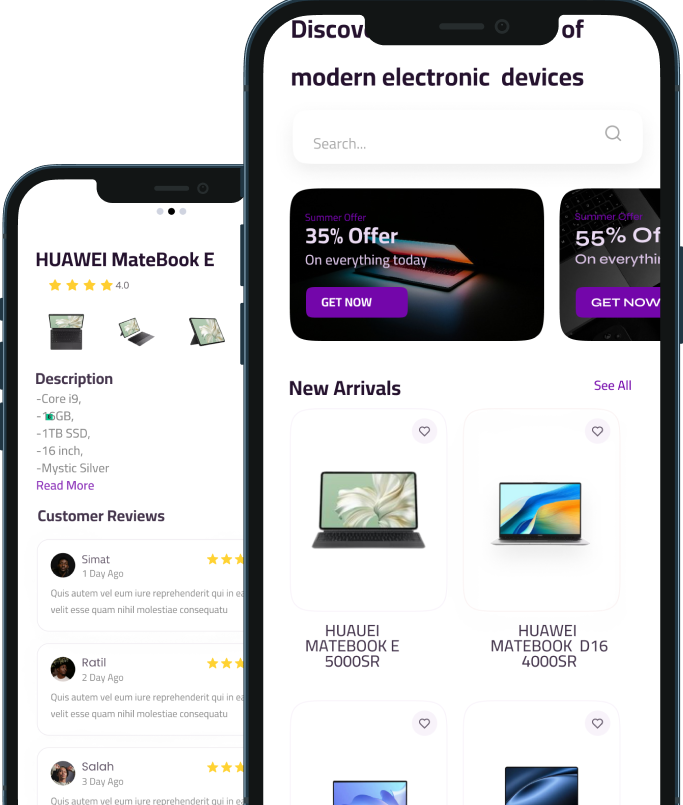 Discov of
modern electronic devices
Search...
Summer Offer
35% Offer
On everything today
GET NOW
Summer Offer
55% Of
On everythi
GET NOW
New Arrivals
See All
HUAUEI
MATEBOOK E
5000SR
HUAWEI
MATEBOOK D16
4000SR
HUAWEI MateBook E
4.0
Description
-Core i9,
-16GB,
-1TB SSD,
-16 inch,
-Mystic Silver
Read More
Customer Reviews
Simat
1 Day Ago
Quis autem vel eum iure reprehenderit qui in ea
velit esse quam nihil molestiae consequatu
Ratil
2 Day Ago
Quis autem vel eum iure reprehenderit qui in ea
velit esse quam nihil molestiae consequatu
Salah
3 Day Ago
Quis autem vel eum iure reprehenderit qui in ea